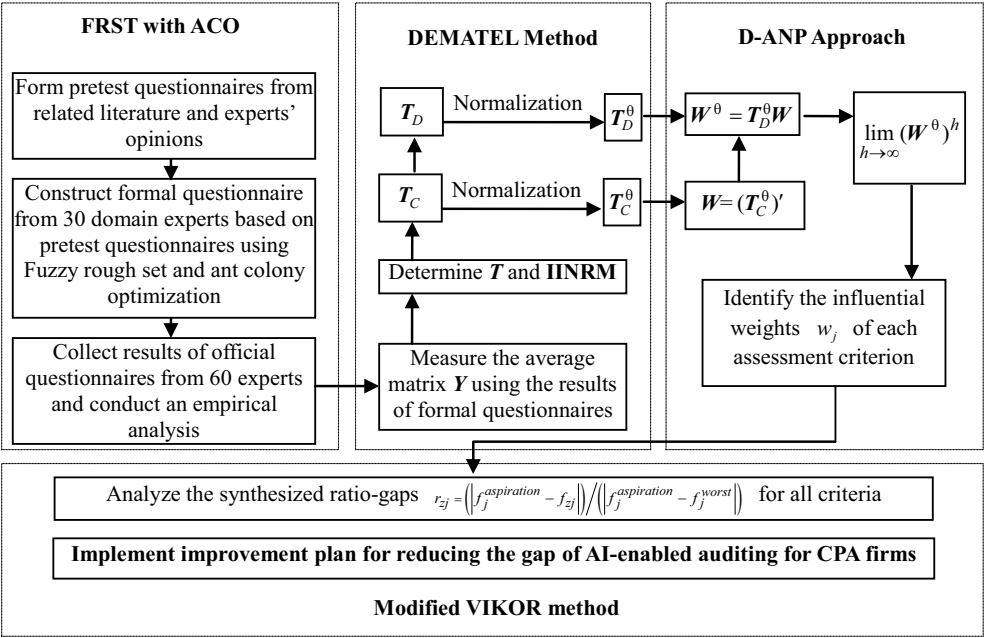 FRST with ACO
Form pretest questionnaires from
related literature and experts'
opinions
Construct formal questionnaire
from 30 domain experts based on
pretest questionnaires using
Fuzzy rough set and ant colony
optimization
Collect results of official
questionnaires from 60 experts
and conduct an empirical
analysis
DEMATEL Method
T_D
Normalization
T_D^θ
T_C
Normalization
T_C^θ
Determine T and IINRM
Measure the average
matrix Y using the results
of formal questionnaires
D-ANP Approach
W^θ = T_D^θ W
lim_{h→∞} (W^θ)^h
W = (T_C^θ)′
Identify the influential
weights w_j of each
assessment criterion
Analyze the synthesized ratio-gaps r_{zj} = (|f_j^{aspiration} − f_{zj}|) / (|f_j^{aspiration} − f_j^{worst}|) for all criteria
Implement improvement plan for reducing the gap of AI-enabled auditing for CPA firms
Modified VIKOR method